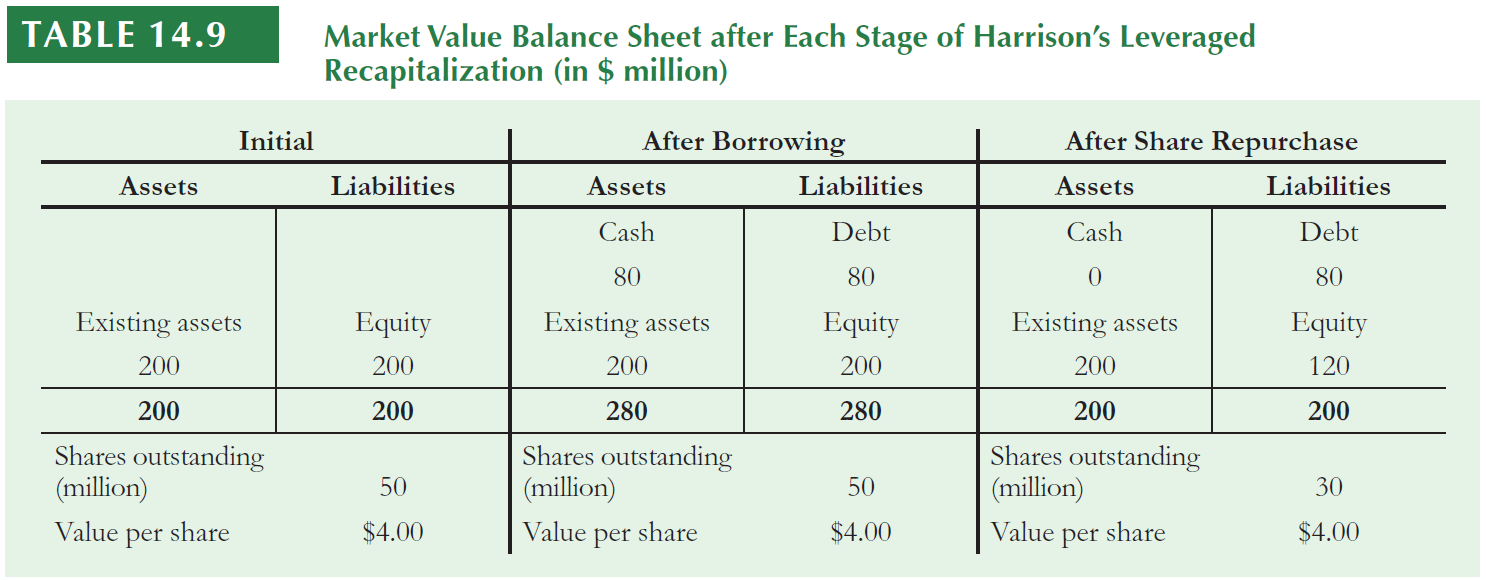 TABLE 14.9
Market Value Balance Sheet after Each Stage of Harrison's Leveraged
Recapitalization (in $ million)
Initial After Borrowing After Share Repurchase
Assets Liabilities Assets Liabilities Assets Liabilities
Cash Debt Cash Debt
80 80 0 80
Existing assets Equity Existing assets Equity Existing assets Equity
200 200 200 200 200 120
200 200 280 280 200 200
Shares outstanding Shares outstanding Shares outstanding
(million) 50 (million) 50 (million) 30
Value per share $4.00 Value per share $4.00 Value per share $4.00